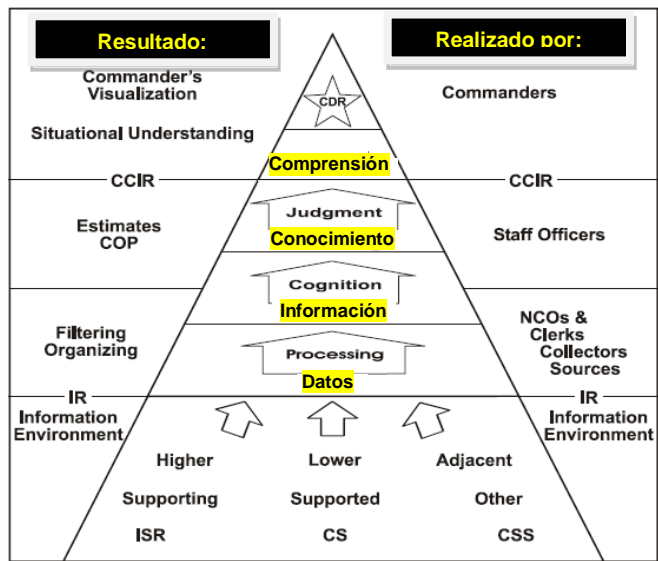 Resultado:
Realizado por:
Commander's
Visualization
CDR
Commanders
Situational Understanding
Comprensión
CCIR
CCIR
Judgment
Estimates
COP
Conocimiento
Staff Officers
Cognition
Información
Filtering
Organizing
NCOs &
Clerks
Collectors
Sources
Processing
Datos
IR
IR
Information
Environment
Information
Environment
Higher
Lower
Adjacent
Supporting
Supported
Other
ISR
CS
CSS